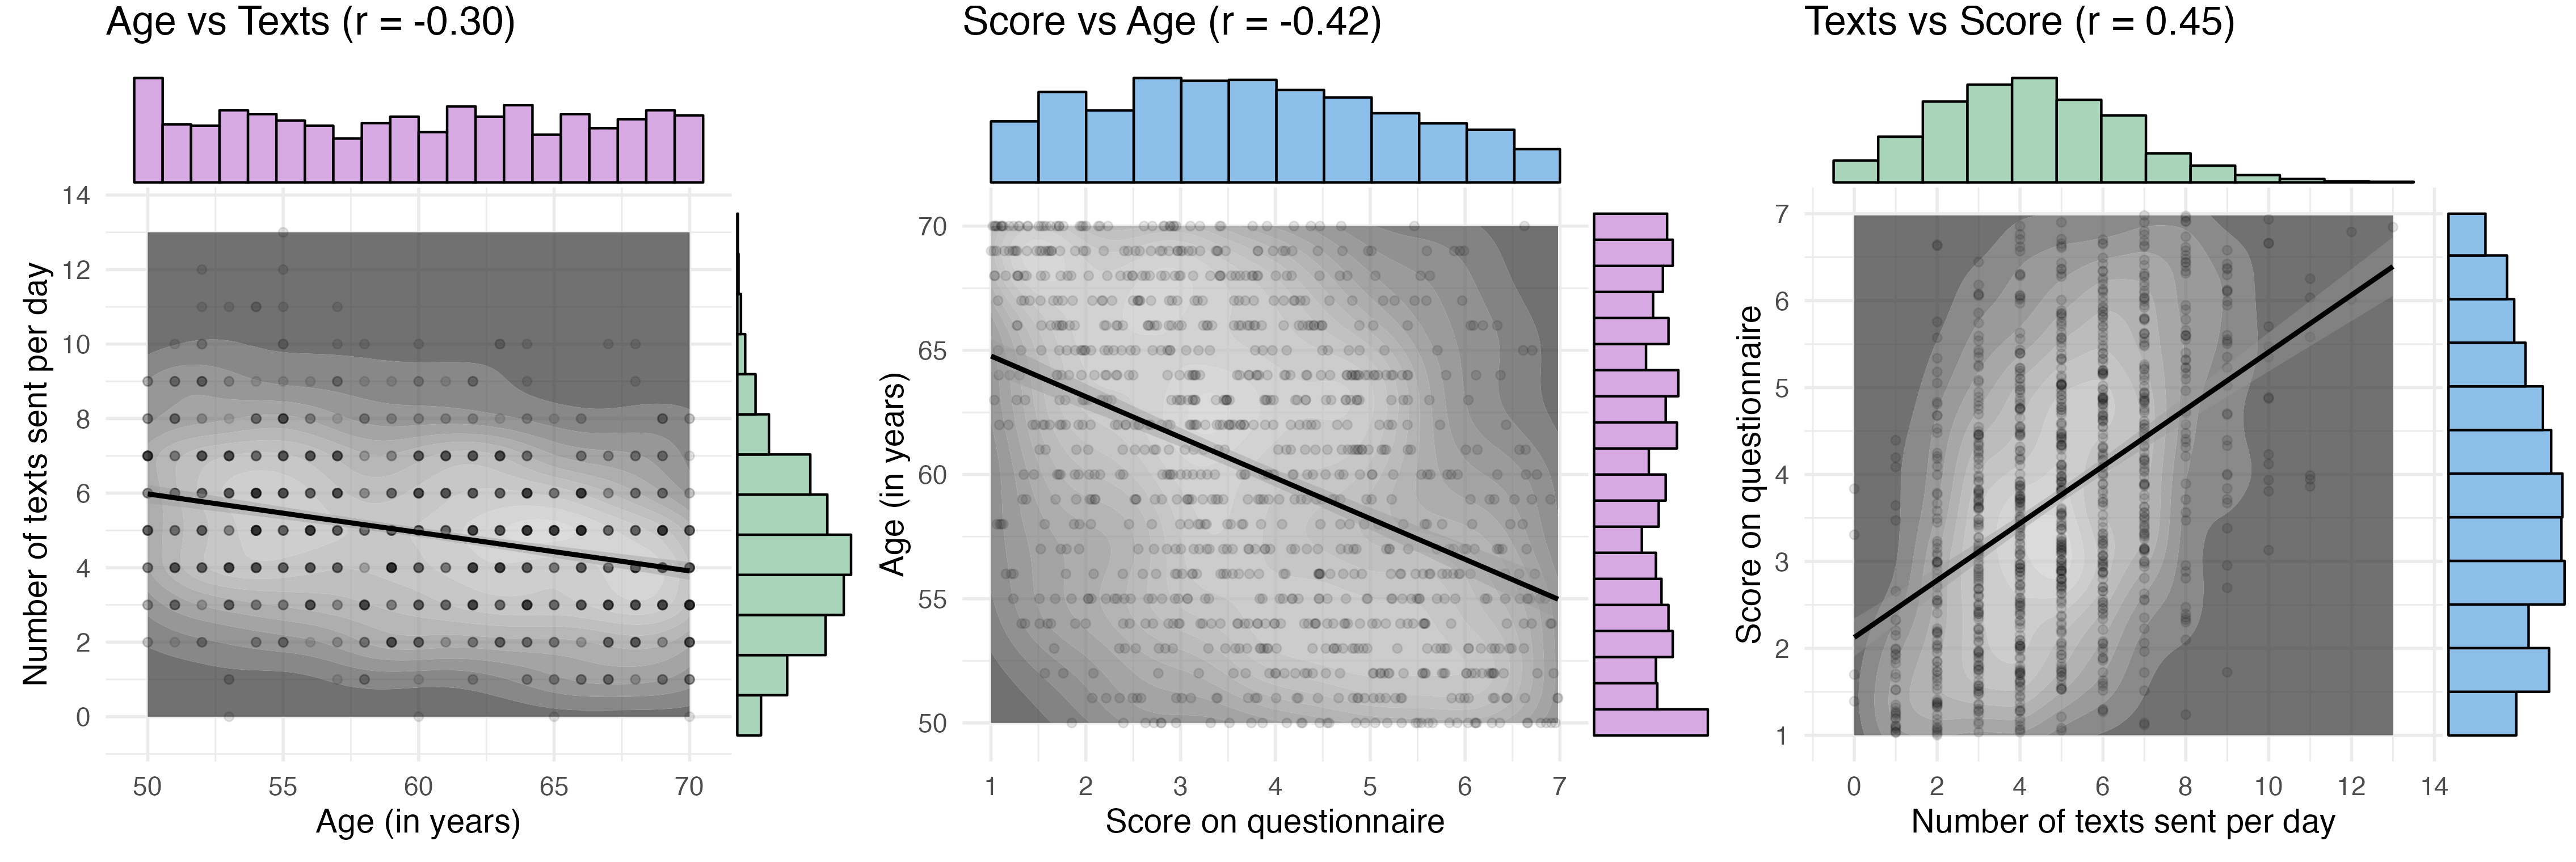 Age vs Texts (r = -0.30)
Number of texts sent per day
14
12
10
8
6
4
2
0
50 55 60 65 70
Age (in years)
Score vs Age (r = -0.42)
Age (in years)
70
65
60
55
50
1 2 3 4 5 6 7
Score on questionnaire
Texts vs Score (r = 0.45)
Score on questionnaire
7
6
5
4
3
2
1
0 2 4 6 8 10 12 14
Number of texts sent per day